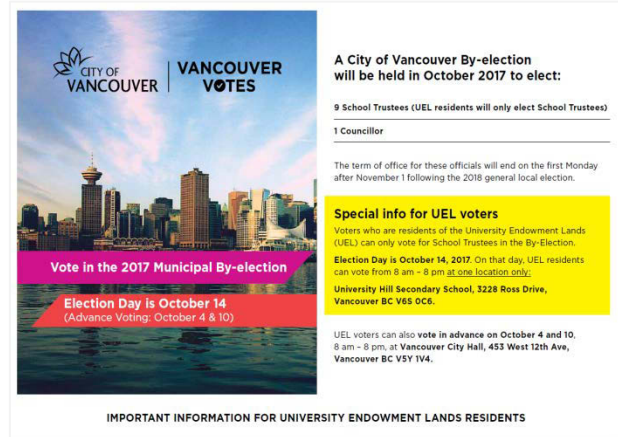 CITY OF
VANCOUVER
VANCOUVER
VOTES
Vote in the 2017 Municipal By-election
Election Day is October 14
(Advance Voting: October 4 & 10)
A City of Vancouver By-election
will be held in October 2017 to elect:
9 School Trustees (UEL residents will only elect School Trustees)
1 Councillor
The term of office for these officials will end on the first Monday
after November 1 following the 2018 general local election.
Special info for UEL voters
Voters who are residents of the University Endowment Lands
(UEL) can only vote for School Trustees in the By-Election.
Election Day is October 14, 2017. On that day, UEL residents
can vote from 8 am – 8 pm at one location only:
University Hill Secondary School, 3228 Ross Drive,
Vancouver BC V6S 0C6.
UEL voters can also vote in advance on October 4 and 10,
8 am – 8 pm, at Vancouver City Hall, 453 West 12th Ave,
Vancouver BC V5Y 1V4.
IMPORTANT INFORMATION FOR UNIVERSITY ENDOWMENT LANDS RESIDENTS